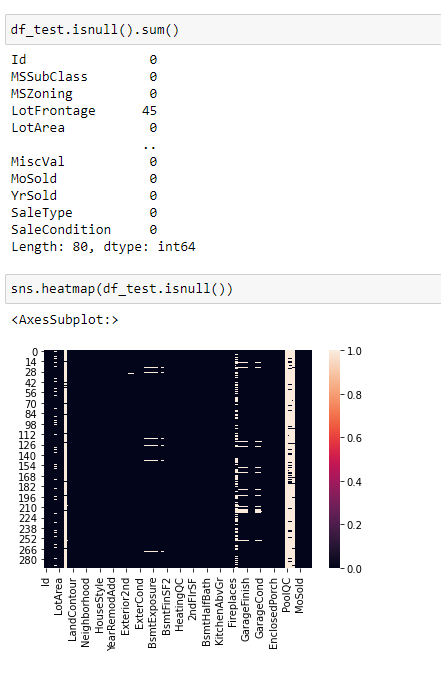 df_test.isnull().sum()
Id 0
MSSubClass 0
MSZoning 0
LotFrontage 45
LotArea 0
..
MiscVal 0
MoSold 0
YrSold 0
SaleType 0
SaleCondition 0
Length: 80, dtype: int64
sns.heatmap(df_test.isnull())
<AxesSubplot:>
0
14
28
42
56
70
84
98
112
126
140
154
168
182
196
210
224
238
252
266
280
1.0
0.8
0.6
0.4
0.2
0.0
Id
LotArea
LandContour
Neighborhood
HouseStyle
YearRemodAdd
Exterior2nd
ExterCond
BsmtExposure
BsmtFinSF2
HeatingQC
2ndFlrSF
BsmtHalfBath
KitchenAbvGr
Fireplaces
GarageFinish
GarageCond
EnclosedPorch
PoolQC
MoSold